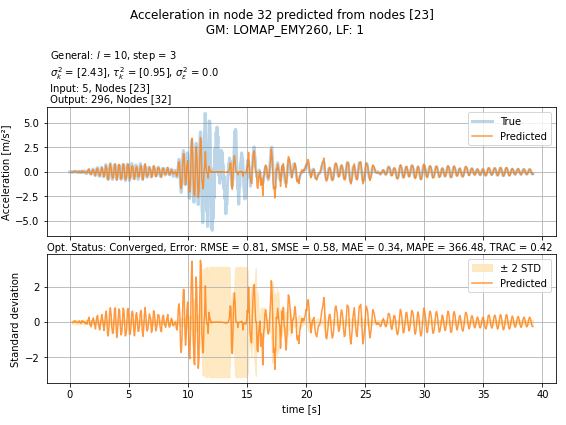 Acceleration in node 32 predicted from nodes [23]
GM: LOMAP_EMY260, LF: 1
General: l = 10, step = 3
σ²ₖ = [2.43], τ²ₖ = [0.95], σ²ε = 0.0
Input: 5, Nodes [23]
Output: 296, Nodes [32]
Acceleration [m/s²]
5.0
2.5
0.0
−2.5
−5.0
True
Predicted
Opt. Status: Converged, Error: RMSE = 0.81, SMSE = 0.58, MAE = 0.34, MAPE = 366.48, TRAC = 0.42
Standard deviation
2
0
−2
± 2 STD
Predicted
0 5 10 15 20 25 30 35 40
time [s]